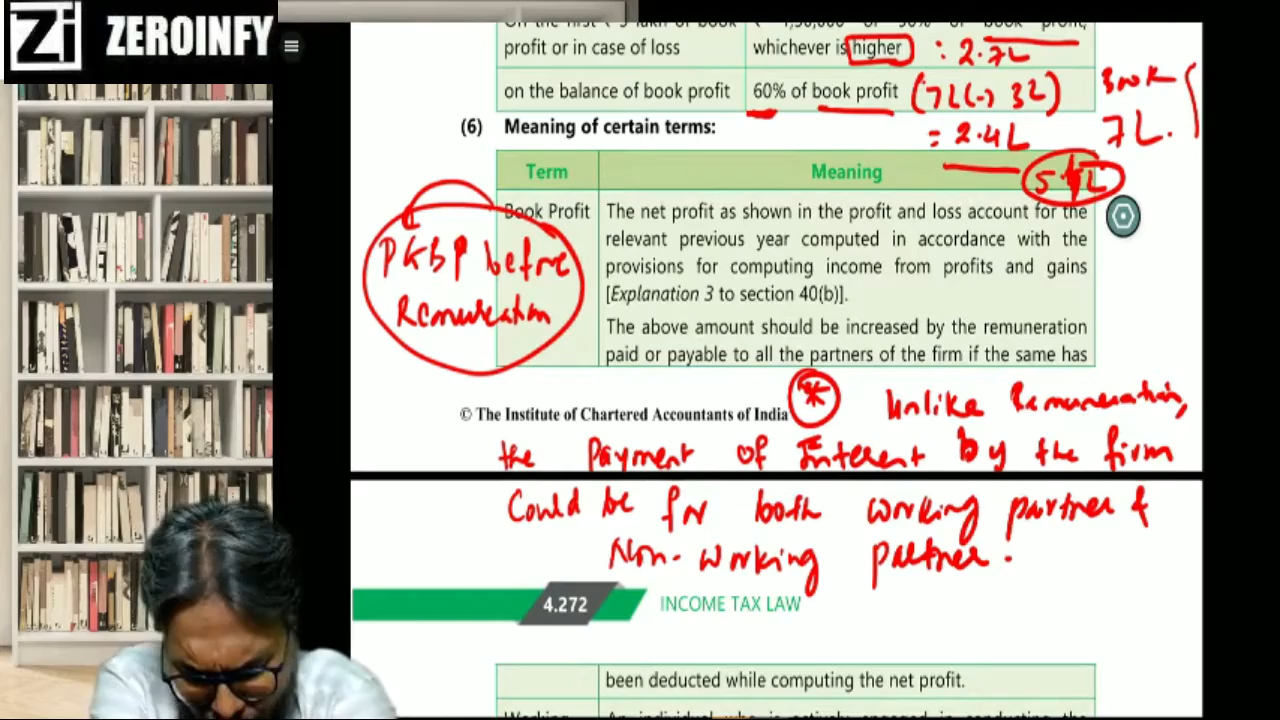 ZEROINFY
profit or in case of loss
whichever is higher : 2.7L
on the balance of book profit
60% of book profit (7L(-) 3L)
= 2.4L
Book
7L.
(6) Meaning of certain terms:
Term
Meaning
Book Profit
The net profit as shown in the profit and loss account for the
relevant previous year computed in accordance with the
provisions for computing income from profits and gains
[Explanation 3 to section 40(b)].
The above amount should be increased by the remuneration
paid or payable to all the partners of the firm if the same has
PGBP before
Remuneration
© The Institute of Chartered Accountants of India
* Unlike Remuneration,
the Payment of Interest by the firm
Could be for both working partner &
Non-working partner.
4.272 INCOME TAX LAW
been deducted while computing the net profit.